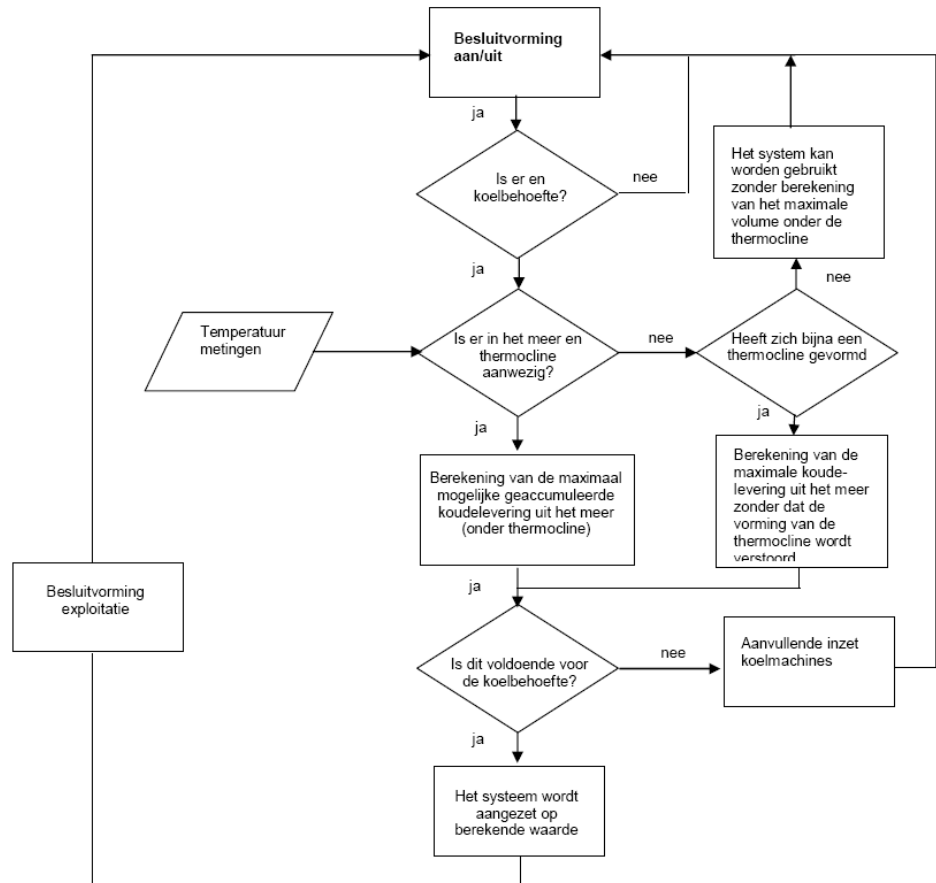 Besluitvorming
aan/uit
ja
Is er en
koelbehoefte?
nee
Het system kan
worden gebruikt
zonder berekening
van het maximale
volume onder de
thermocline
ja
nee
Temperatuur
metingen
Is er in het meer en
thermocline
aanwezig?
nee
Heeft zich bijna een
thermocline gevormd
ja
ja
Berekening van de maximaal
mogelijke geaccumuleerde
koudelevering uit het meer
(onder thermocline)
Berekening van de
maximale koude-
levering uit het meer
zonder dat de
vorming van de
thermocline wordt
verstoord
Besluitvorming
exploitatie
ja
Is dit voldoende voor
de koelbehoefte?
nee
Aanvullende inzet
koelmachines
ja
Het systeem wordt
aangezet op
berekende waarde